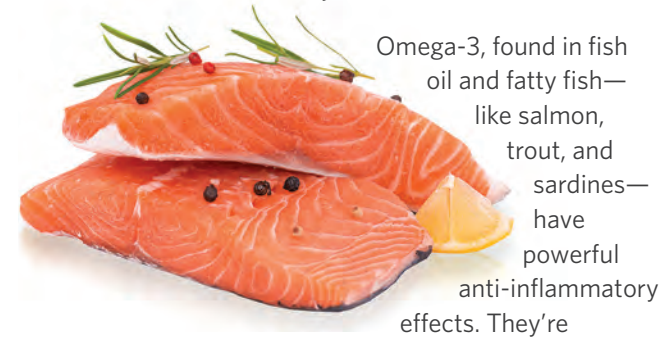 Omega-3, found in fish
oil and fatty fish—
like salmon,
trout, and
sardines—
have
powerful
anti-inflammatory
effects. They're